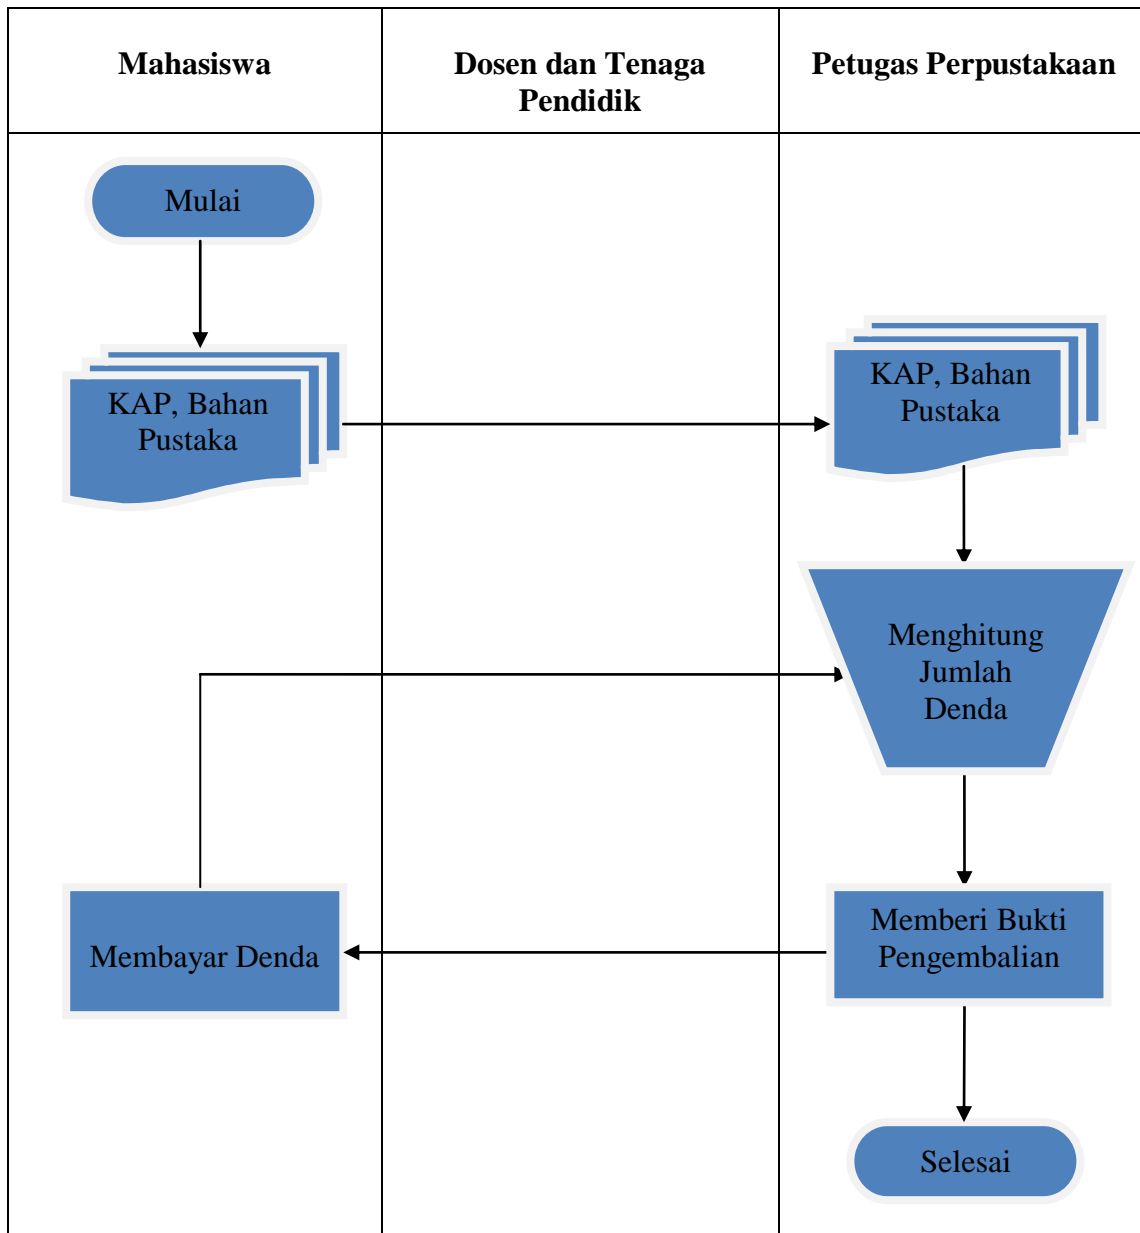 Mahasiswa
Dosen dan Tenaga
Pendidik
Petugas Perpustakaan
Mulai
KAP, Bahan
Pustaka
KAP, Bahan
Pustaka
Menghitung
Jumlah
Denda
Membayar Denda
Memberi Bukti
Pengembalian
Selesai